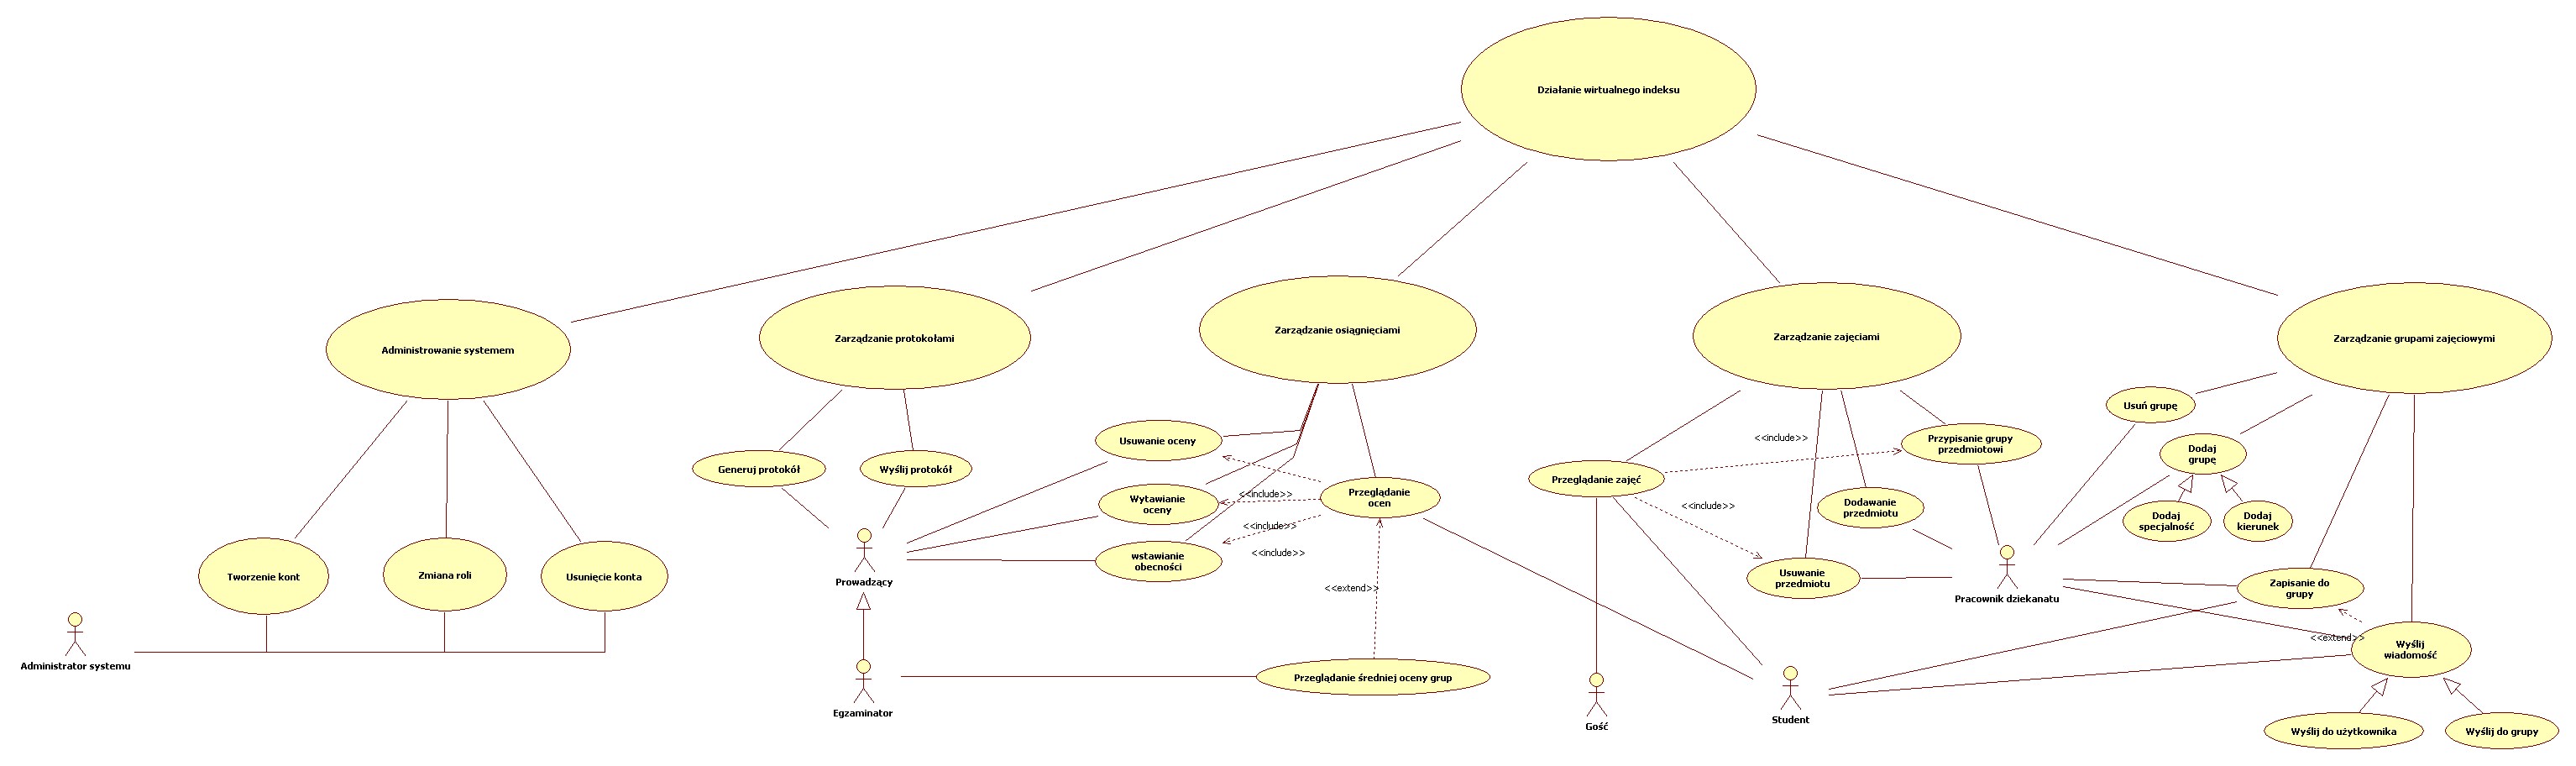 Działanie wirtualnego indeksu
Administrowanie systemem
Zarządzanie protokołami
Zarządzanie osiągnięciami
Zarządzanie zajęciami
Zarządzanie grupami zajęciowymi
Usuń grupę
Usuwanie oceny
<<include>>
Przypisanie grupy
przedmiotowi
Dodaj
grupę
Generuj protokół
Wyślij protokół
Przeglądanie zajęć
Przeglądanie
ocen
<<include>>
Wytawianie
oceny
<<include>>
Dodawanie
przedmiotu
Dodaj
specjalność
Dodaj
kierunek
<<include>>
<<include>>
wstawianie
obecności
Prowadzący
Tworzenie kont
Zmiana roli
Usunięcie konta
Usuwanie
przedmiotu
Pracownik dziekanatu
Zapisanie do
grupy
<<extend>>
<<extend>>
Wyślij
wiadomość
Administrator systemu
Przeglądanie średniej oceny grup
Egzaminator
Gość
Student
Wyślij do użytkownika
Wyślij do grupy